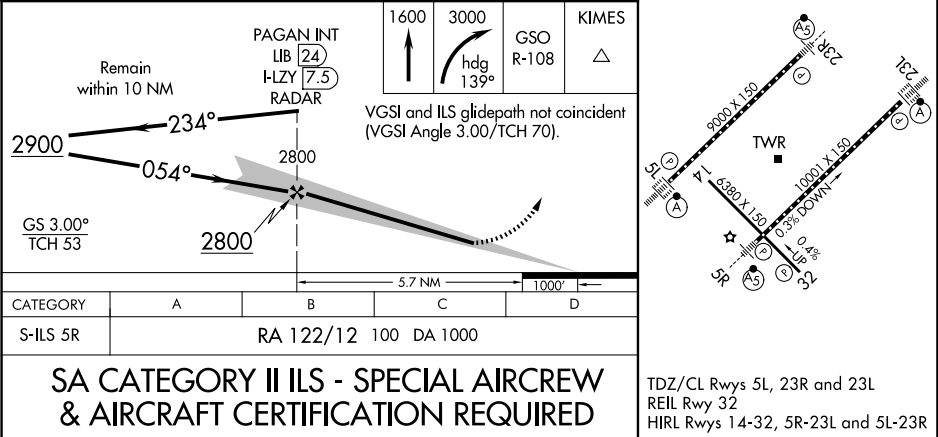 PAGAN INT
LIB 24
I-LZY 7.5
RADAR
Remain
within 10 NM
1600
3000
hdg
139°
GSO
R-108
KIMES
VGSI and ILS glidepath not coincident
(VGSI Angle 3.00/TCH 70).
234°
2900
054°
2800
2800
GS 3.00°
TCH 53
5.7 NM
1000'
CATEGORY A B C D
S-ILS 5R RA 122/12 100 DA 1000
SA CATEGORY II ILS - SPECIAL AIRCREW
& AIRCRAFT CERTIFICATION REQUIRED
A5
23R
P
23L
A
P
9000 X 150
TWR
5L
P
A
14
6380 X 150
10001 X 150
0.3% DOWN
0.4%
UP
P
5R
A5
P
32
TDZ/CL Rwys 5L, 23R and 23L
REIL Rwy 32
HIRL Rwys 14-32, 5R-23L and 5L-23R